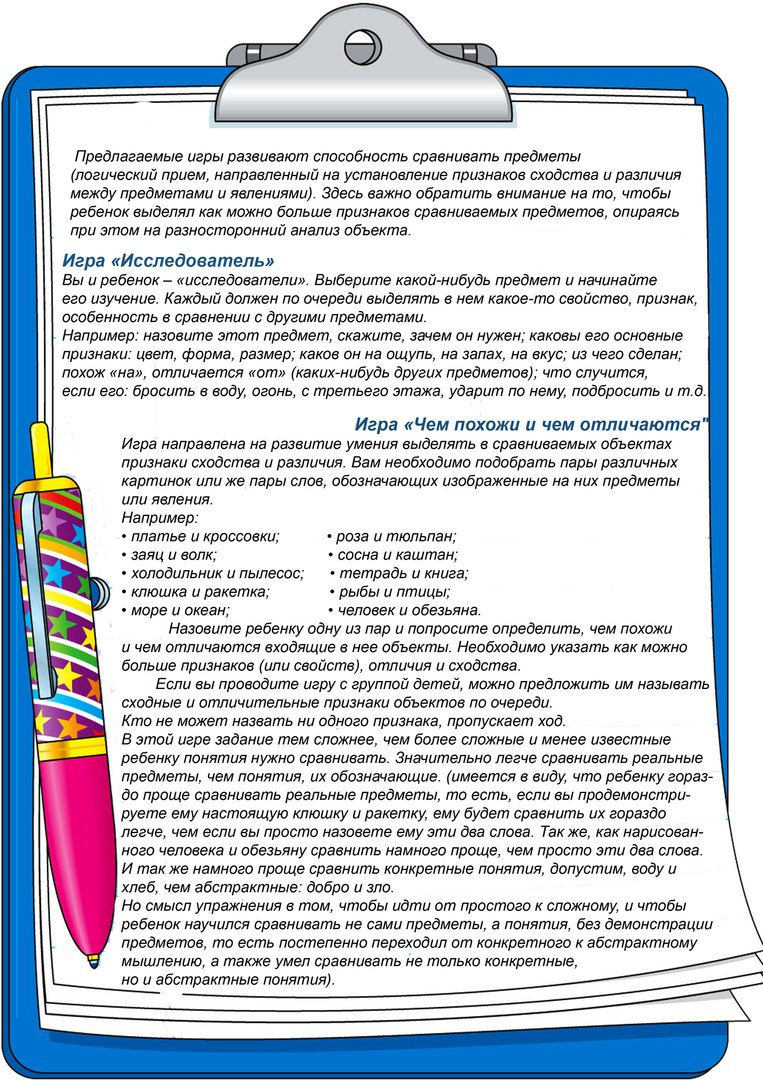 Предлагаемые игры развивают способность сравнивать предметы
(логический прием, направленный на установление признаков сходства и различия
между предметами и явлениями). Здесь важно обратить внимание на то, чтобы
ребенок выделял как можно больше признаков сравниваемых предметов, опираясь
при этом на разносторонний анализ объекта.
Игра «Исследователь»
Вы и ребенок – «исследователи». Выберите какой-нибудь предмет и начинайте
его изучение. Каждый должен по очереди выделять в нем какое-то свойство, признак,
особенность в сравнении с другими предметами.
Например: назовите этот предмет, скажите, зачем он нужен; каковы его основные
признаки: цвет, форма, размер; каков он на ощупь, на запах, на вкус; из чего сделан;
похож «на», отличается «от» (каких-нибудь других предметов); что случится,
если его: бросить в воду, огонь, с третьего этажа, ударит по нему, подбросить и т.д.
Игра «Чем похожи и чем отличаются"
Игра направлена на развитие умения выделять в сравниваемых объектах
признаки сходства и различия. Вам необходимо подобрать пары различных
картинок или же пары слов, обозначающих изображенные на них предметы
или явления.
Например:
• платье и кроссовки; • роза и тюльпан;
• заяц и волк; • сосна и каштан;
• холодильник и пылесос; • тетрадь и книга;
• клюшка и ракетка; • рыбы и птицы;
• море и океан; • человек и обезьяна.
Назовите ребенку одну из пар и попросите определить, чем похожи
и чем отличаются входящие в нее объекты. Необходимо указать как можно
больше признаков (или свойств), отличия и сходства.
Если вы проводите игру с группой детей, можно предложить им называть
сходные и отличительные признаки объектов по очереди.
Кто не может назвать ни одного признака, пропускает ход.
В этой игре задание тем сложнее, чем более сложные и менее известные
ребенку понятия нужно сравнивать. Значительно легче сравнивать реальные
предметы, чем понятия, их обозначающие. (имеется в виду, что ребенку гораз-
до проще сравнивать реальные предметы, то есть, если вы продемонстри-
руете ему настоящую клюшку и ракетку, ему будет сравнить их гораздо
легче, чем если вы просто назовете ему эти два слова. Так же, как нарисован-
ного человека и обезьяну сравнить намного проще, чем просто эти два слова.
И так же намного проще сравнить конкретные понятия, допустим, воду и
хлеб, чем абстрактные: добро и зло.
Но смысл упражнения в том, чтобы идти от простого к сложному, и чтобы
ребенок научился сравнивать не сами предметы, а понятия, без демонстрации
предметов, то есть постепенно переходил от конкретного к абстрактному
мышлению, а также умел сравнивать не только конкретные,
но и абстрактные понятия).